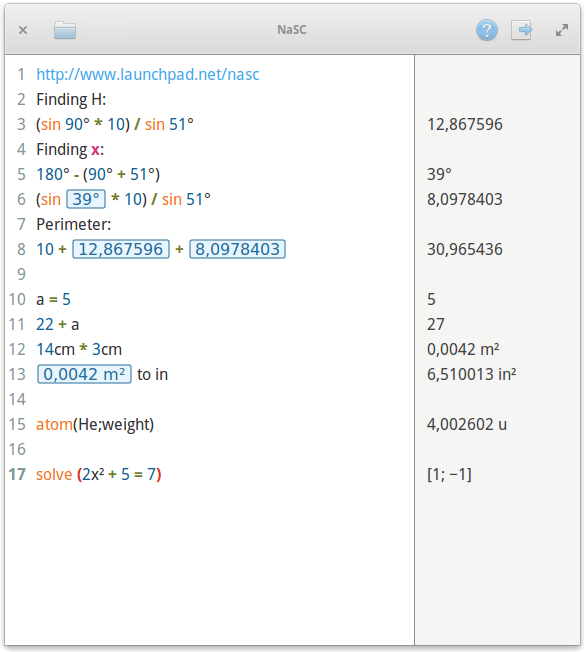 NaSC
1 http://www.launchpad.net/nasc
2 Finding H:
3 (sin 90° * 10) / sin 51° 12,867596
4 Finding x:
5 180° - (90° + 51°) 39°
6 (sin 39° * 10) / sin 51° 8,0978403
7 Perimeter:
8 10 + 12,867596 + 8,0978403 30,965436
9
10 a = 5 5
11 22 + a 27
12 14cm * 3cm 0,0042 m²
13 0,0042 m² to in 6,510013 in²
14
15 atom(He;weight) 4,002602 u
16
17 solve (2x² + 5 = 7) [1; −1]